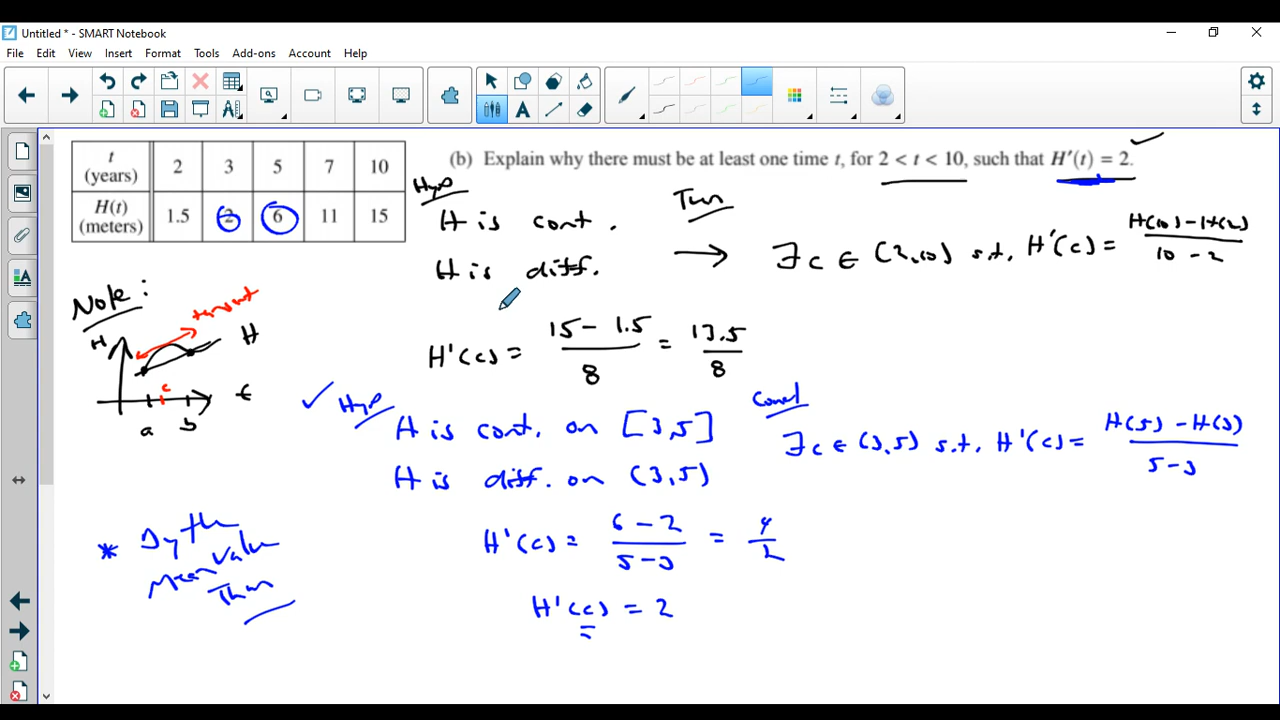 Untitled * - SMART Notebook
File Edit View Insert Format Tools Add-ons Account Help
t (years) 2 3 5 7 10
H(t) (meters) 1.5 2 6 11 15
(b) Explain why there must be at least one time t, for 2 < t < 10, such that H′(t) = 2.
Hyp
H is cont.
H is diff.
Thm
→ ∃c ∈ (2,10) s.t. H'(c) = H(10) - H(2) / 10 - 2
H'(c) = 15 - 1.5 / 8 = 13.5 / 8
Note:
tangent
H
H
c
t
a b
✓ Hyp
H is cont. on [3,5]
H is diff. on (3,5)
Concl
∃c ∈ (3,5) s.t. H'(c) = H(5) - H(3) / 5 - 3
H'(c) = 6 - 2 / 5 - 3 = 4 / 2
H'(c) = 2
* By the
Mean Value
Thm